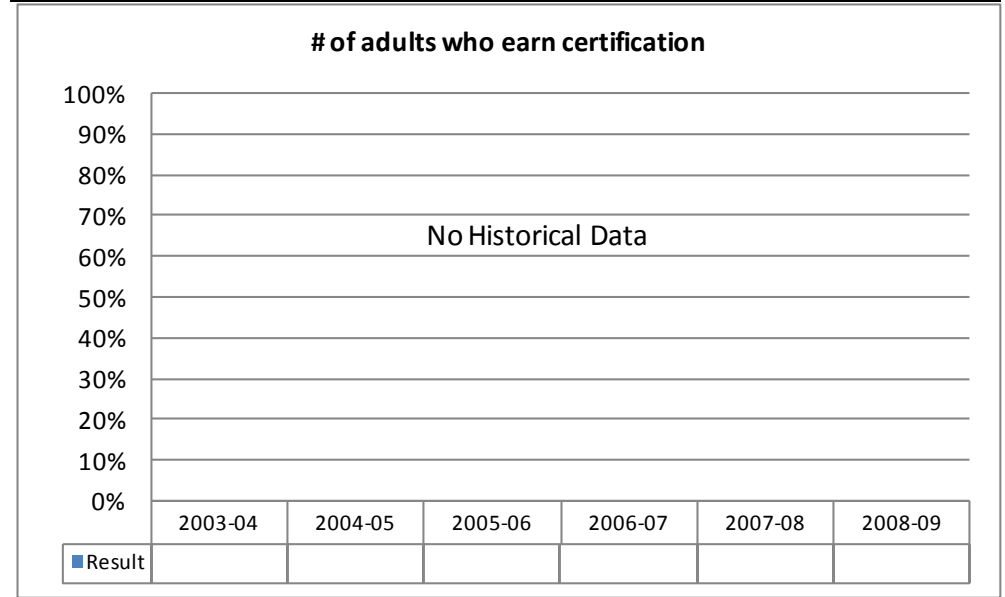 # of adults who earn certification
100%
90%
80%
70%
No Historical Data
60%
50%
40%
30%
20%
10%
0%
2003-04 2004-05 2005-06 2006-07 2007-08 2008-09
Result